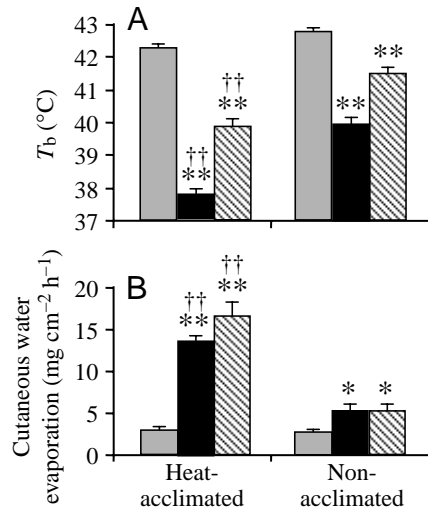 A
43
42
41
40
39
38
37
T_b (°C)
††
**
††
**
**
**
B
20
15
10
5
0
Cutaneous water
evaporation (mg cm⁻² h⁻¹)
††
**
††
**
*
*
Heat-
acclimated
Non-
acclimated